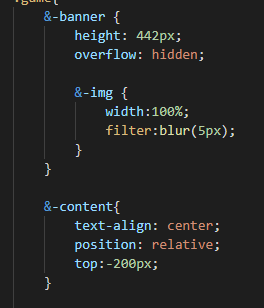 .game{
&-banner {
height: 442px;
overflow: hidden;
&-img {
width:100%;
filter:blur(5px);
}
}
&-content{
text-align: center;
position: relative;
top:-200px;
}